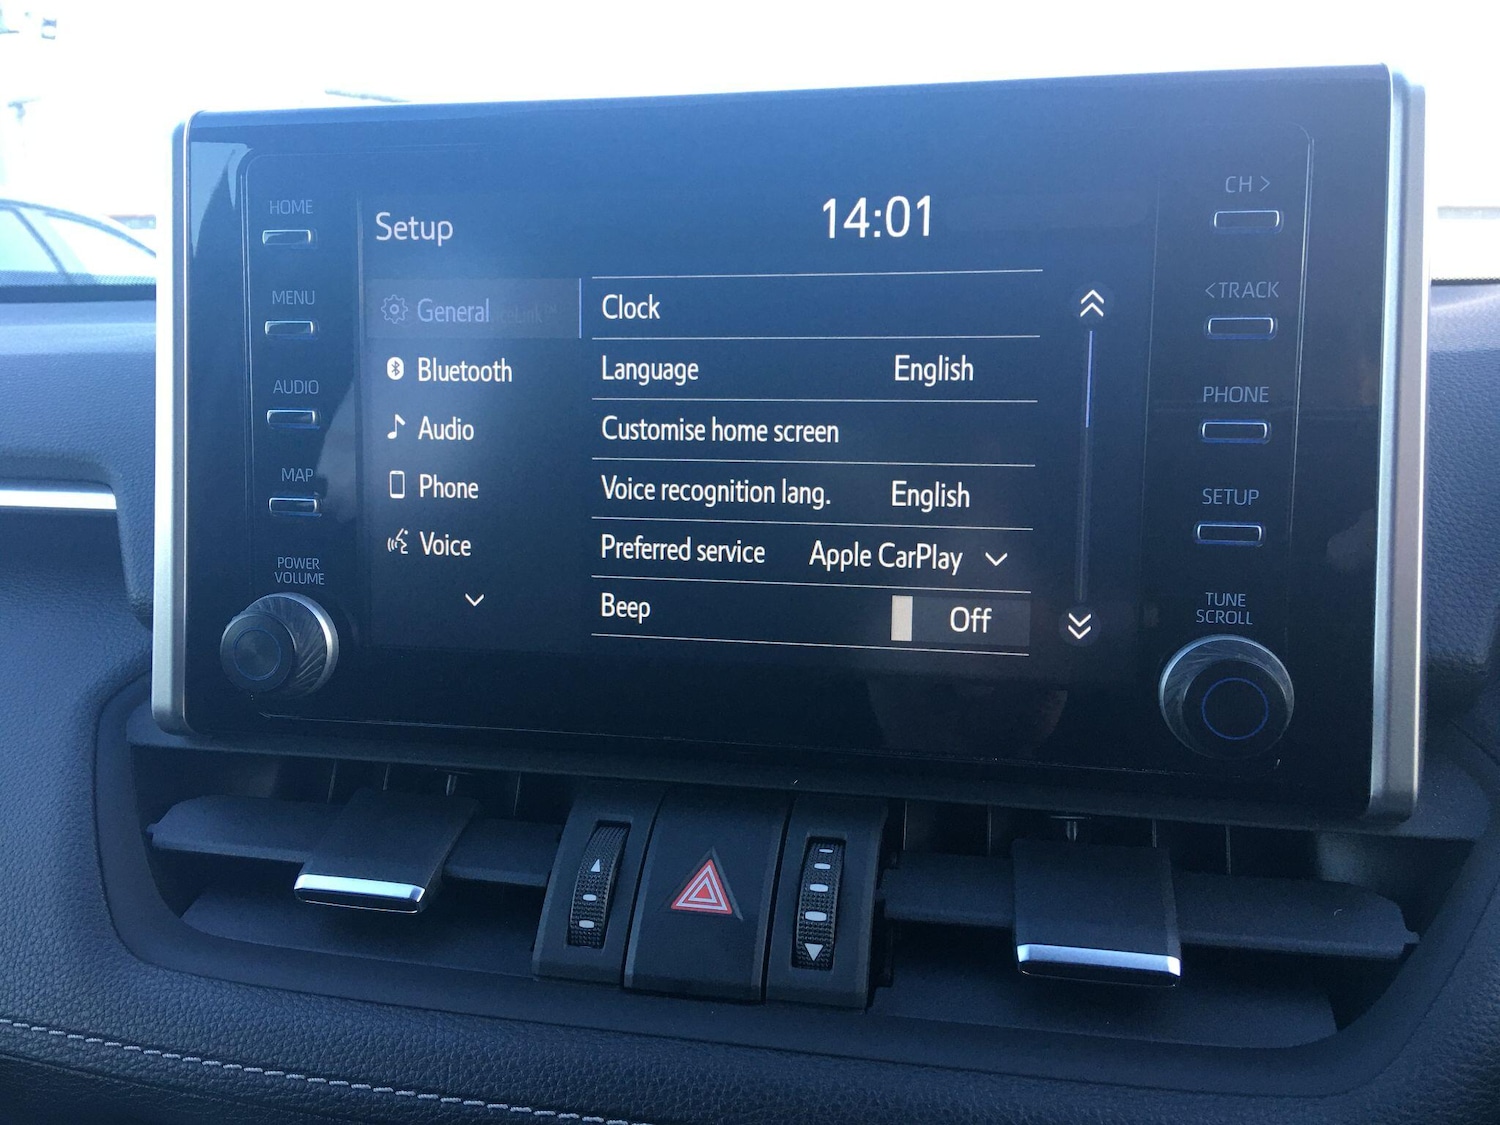 HOME
MENU
AUDIO
MAP
POWER
VOLUME
Setup
14:01
General
Bluetooth
Audio
Phone
Voice
Clock
Language English
Customise home screen
Voice recognition lang. English
Preferred service Apple CarPlay
Beep Off
CH >
< TRACK
PHONE
SETUP
TUNE
SCROLL